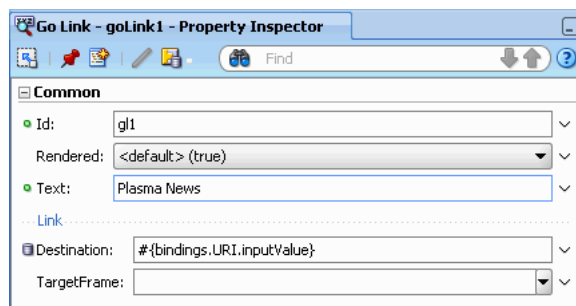 Go Link - goLink1 - Property Inspector
Find
Common
Id: gl1
Rendered: <default> (true)
Text: Plasma News
Link
Destination: #{bindings.URI.inputValue}
TargetFrame: